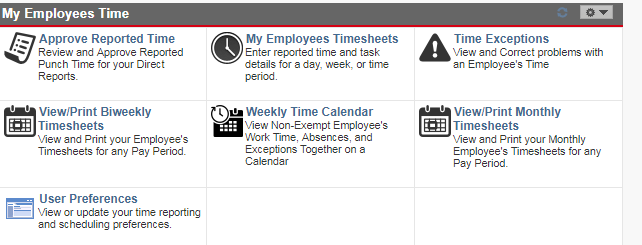 My Employees Time
Approve Reported Time
Review and Approve Reported
Punch Time for your Direct
Reports.
My Employees Timesheets
Enter reported time and task
details for a day, week, or time
period.
Time Exceptions
View and Correct problems with
an Employee's Time
View/Print Biweekly
Timesheets
View and Print your Employee's
Timesheets for any Pay Period.
Weekly Time Calendar
View Non-Exempt Employee's
Work Time, Absences, and
Exceptions Together on a
Calendar
View/Print Monthly
Timesheets
View and Print your Monthly
Employee's Timesheets for any
Pay Period.
User Preferences
View or update your time reporting
and scheduling preferences.